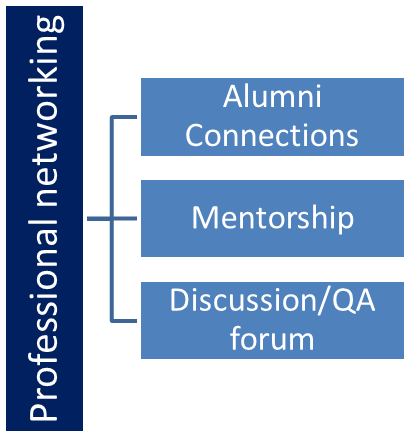 Professional networking
Alumni
Connections
Mentorship
Discussion/QA
forum